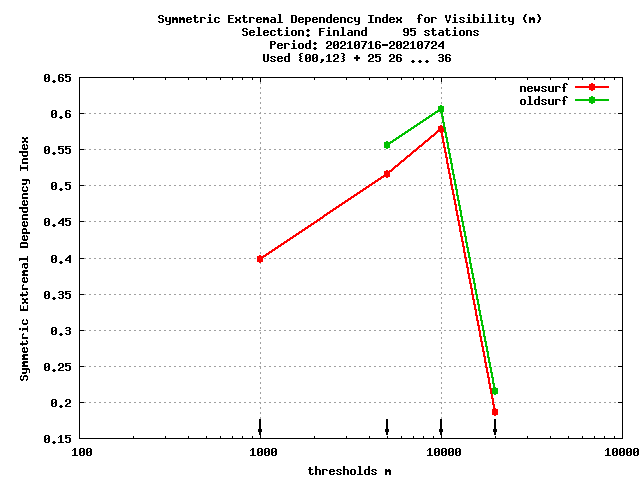 Symmetric Extremal Dependency Index  for Visibility (m)
Selection: Finland     95 stations
Period: 20210716-20210724
Used {00,12} + 25 26 ... 36
newsurf
oldsurf
Symmetric Extremal Dependency Index
0.65
0.6
0.55
0.5
0.45
0.4
0.35
0.3
0.25
0.2
0.15
100 1000 10000 100000
thresholds m